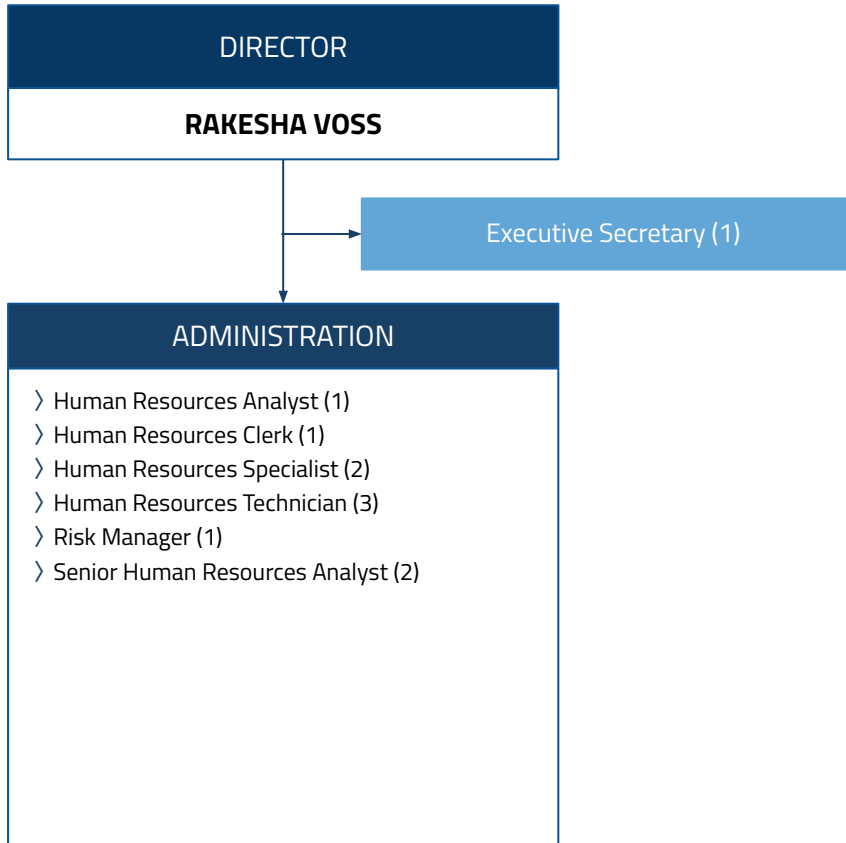 DIRECTOR
RAKESHA VOSS
Executive Secretary (1)
ADMINISTRATION
〉Human Resources Analyst (1)
〉Human Resources Clerk (1)
〉Human Resources Specialist (2)
〉Human Resources Technician (3)
〉Risk Manager (1)
〉Senior Human Resources Analyst (2)